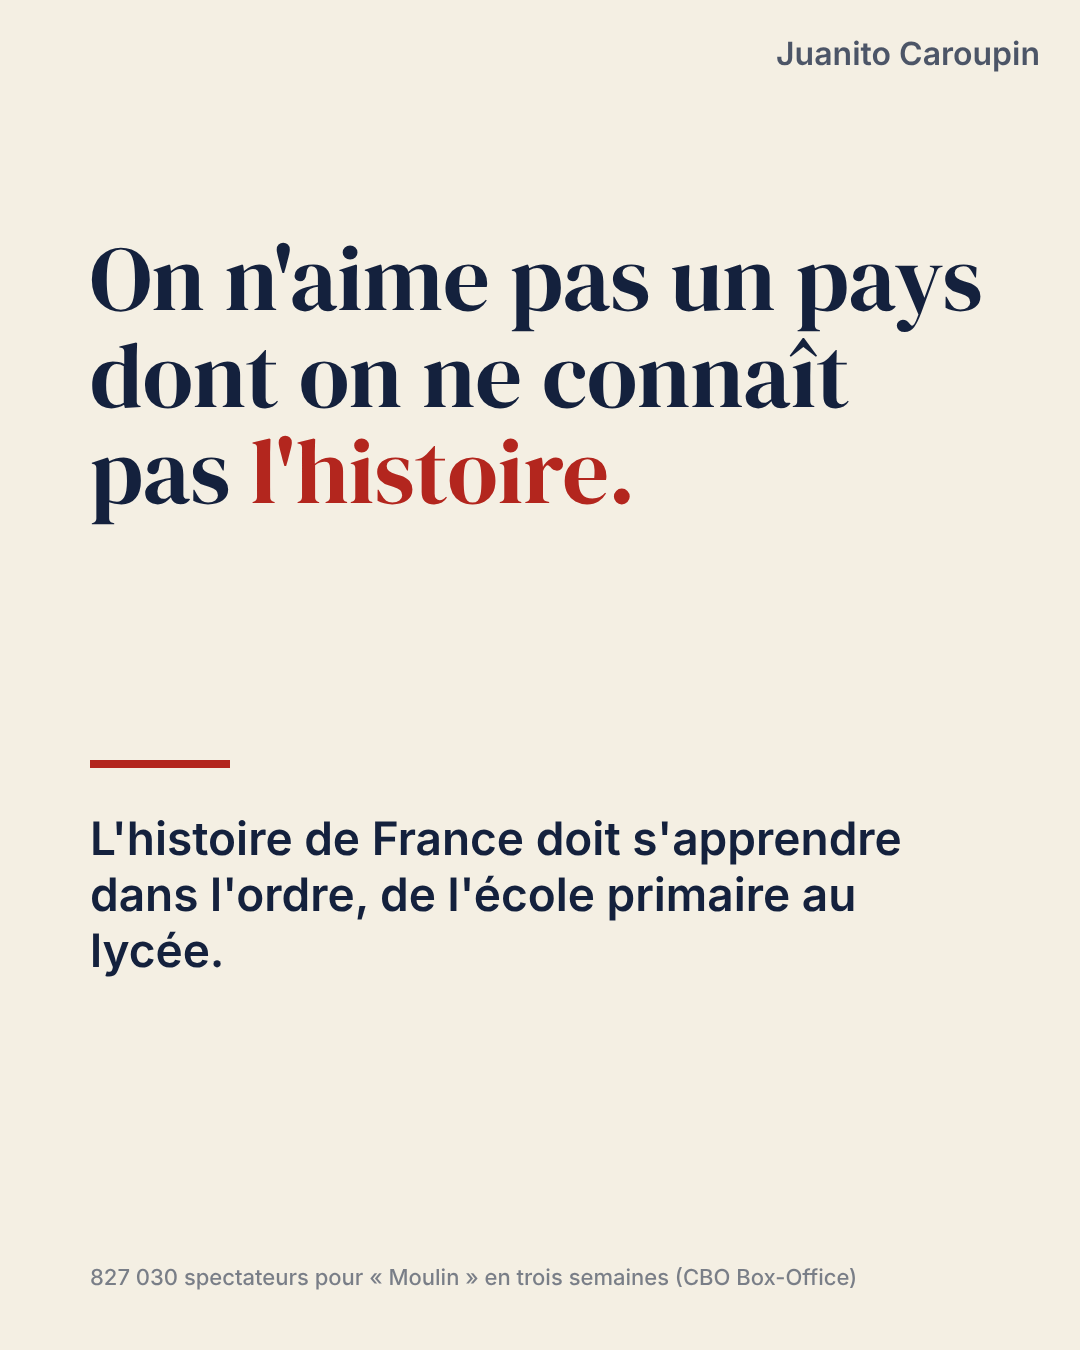 Juanito Caroupin
On n'aime pas un pays
dont on ne connaît
pas l'histoire.
L'histoire de France doit s'apprendre
dans l'ordre, de l'école primaire au
lycée.
827 030 spectateurs pour « Moulin » en trois semaines (CBO Box-Office)